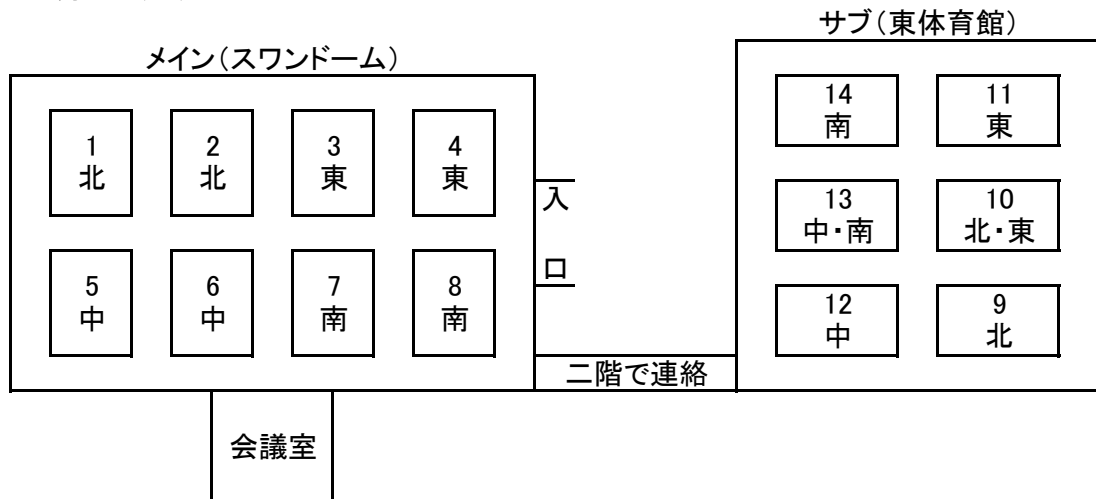 サブ(東体育館)
メイン(スワンドーム)
1
北
2
北
3
東
4
東
5
中
6
中
7
南
8
南
入
口
14
南
11
東
13
中・南
10
北・東
12
中
9
北
二階で連絡
会議室